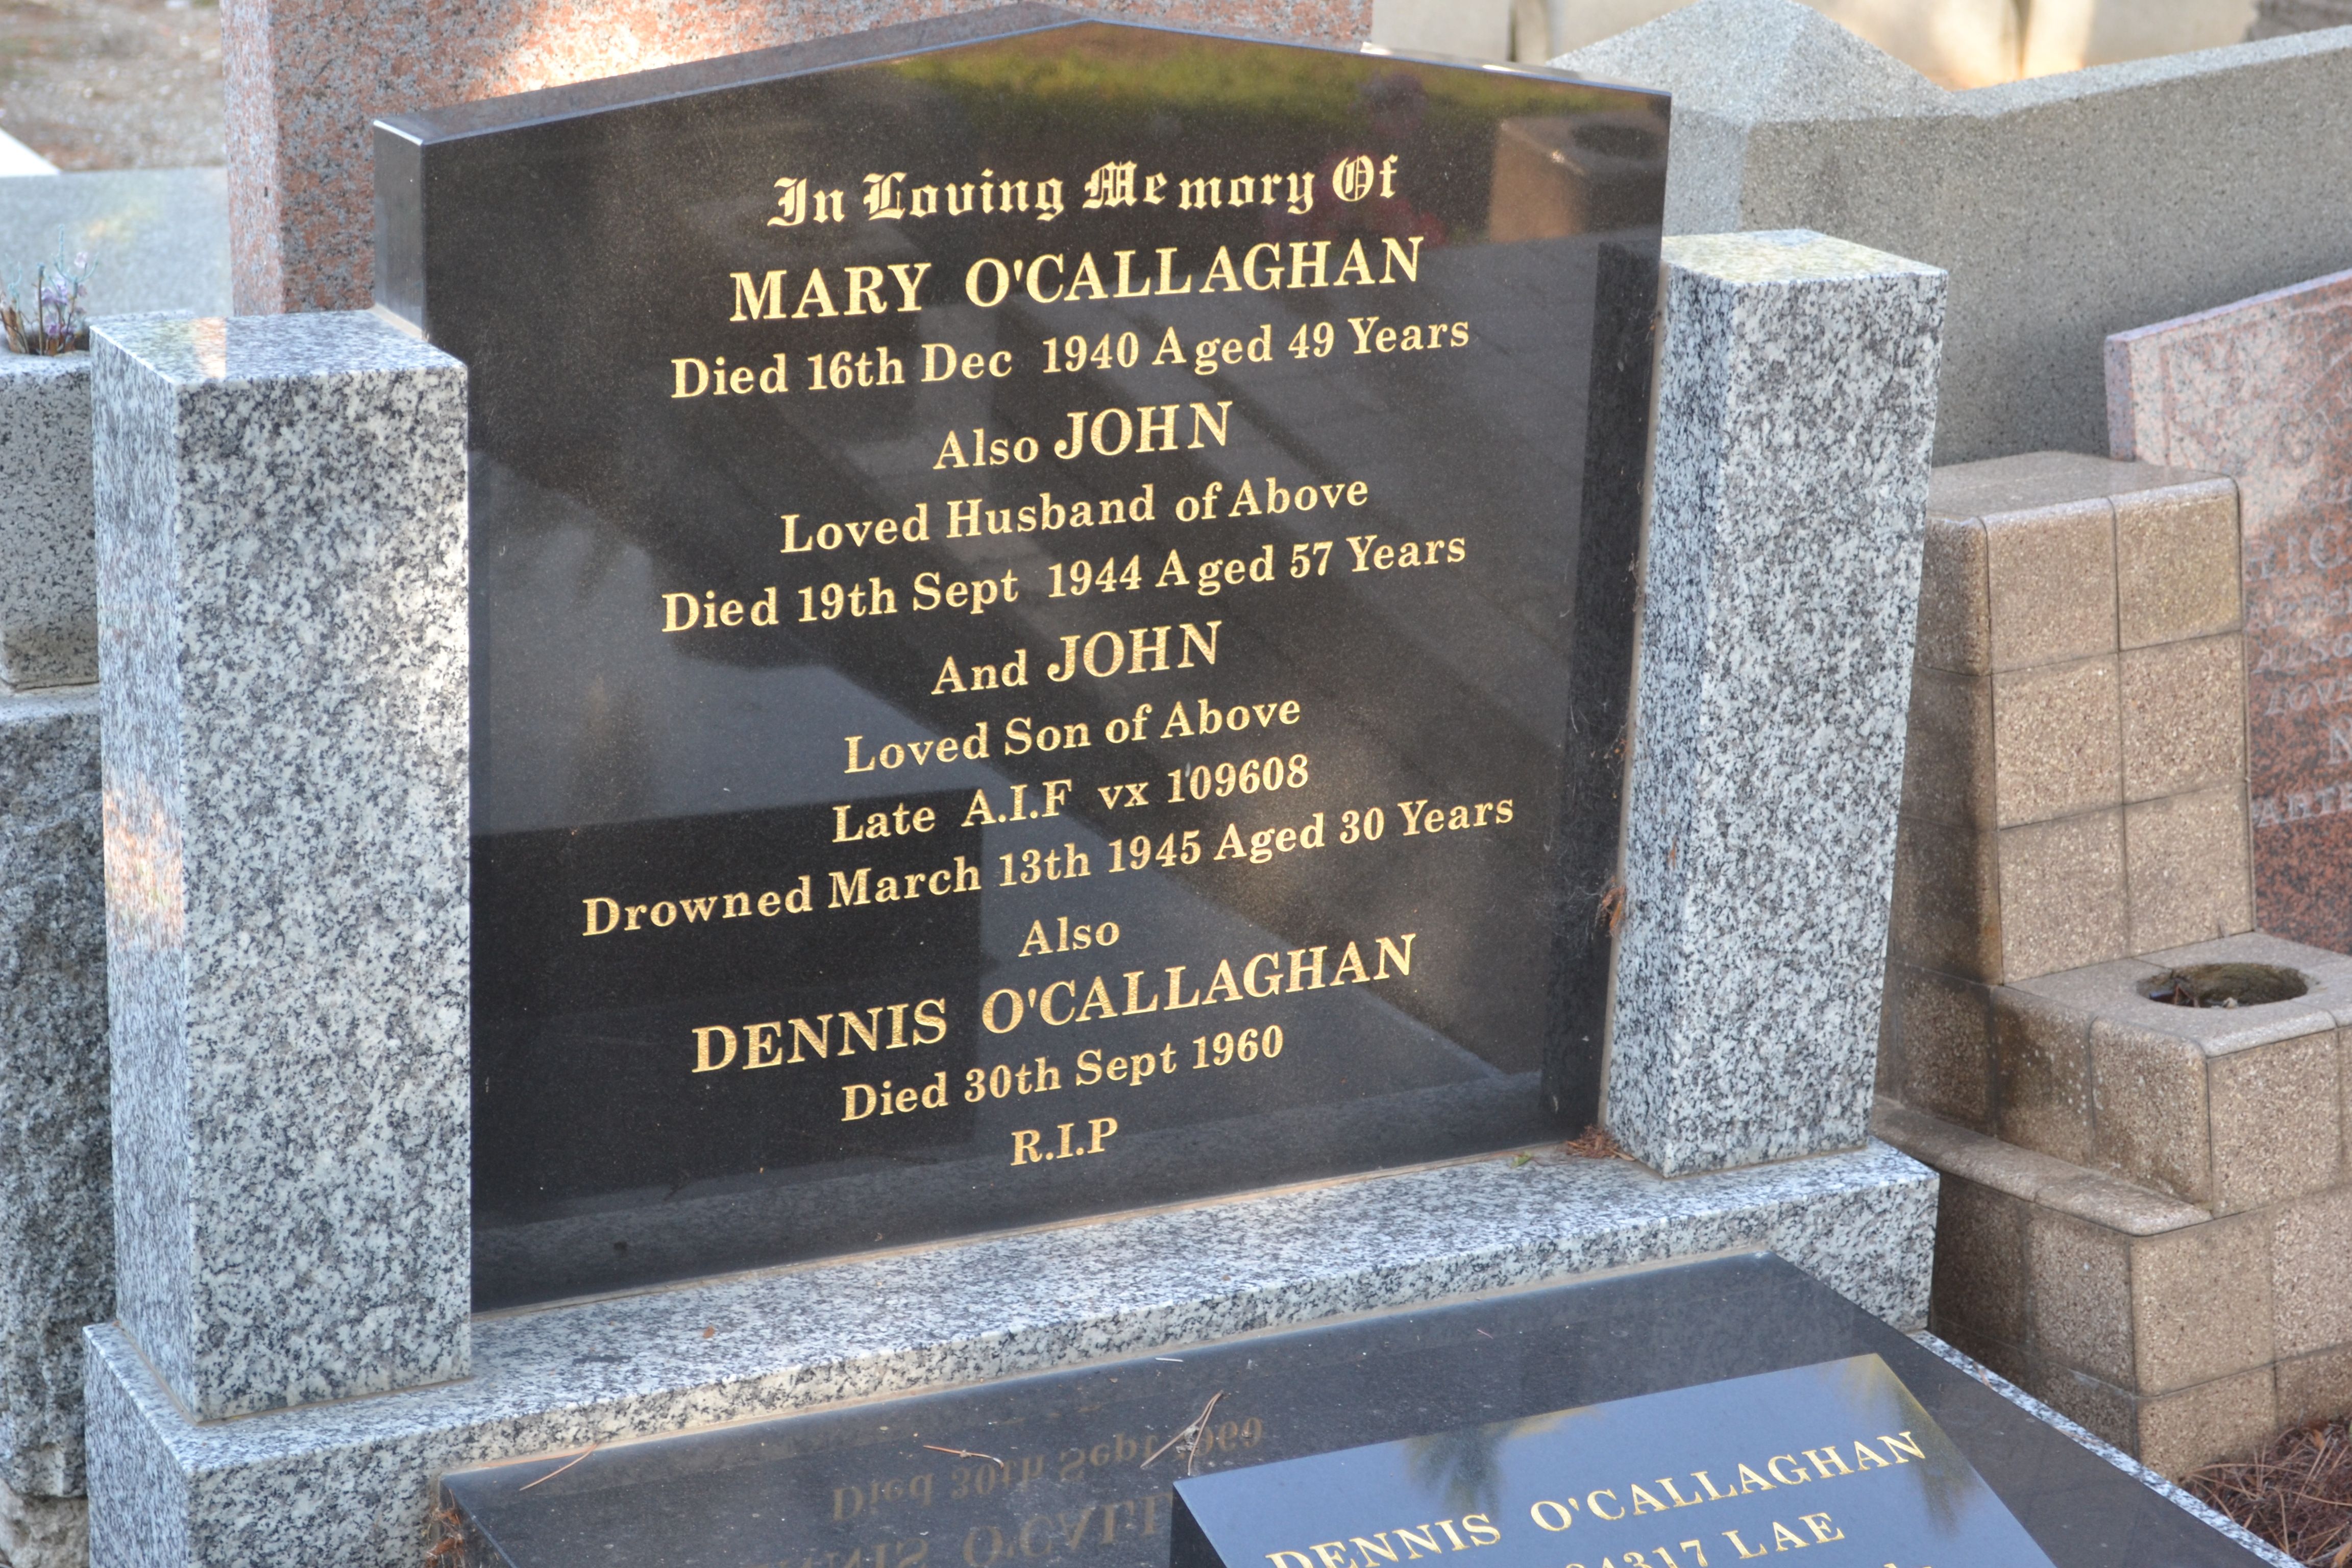 In Loving Memory Of
MARY O'CALLAGHAN
Died 16th Dec 1940 Aged 49 Years
Also JOHN
Loved Husband of Above
Died 19th Sept 1944 Aged 57 Years
And JOHN
Loved Son of Above
Late A.I.F vx 109608
Drowned March 13th 1945 Aged 30 Years
Also
DENNIS O'CALLAGHAN
Died 30th Sept 1960
R.I.P
DENNIS O'CALLAGHAN
LAE